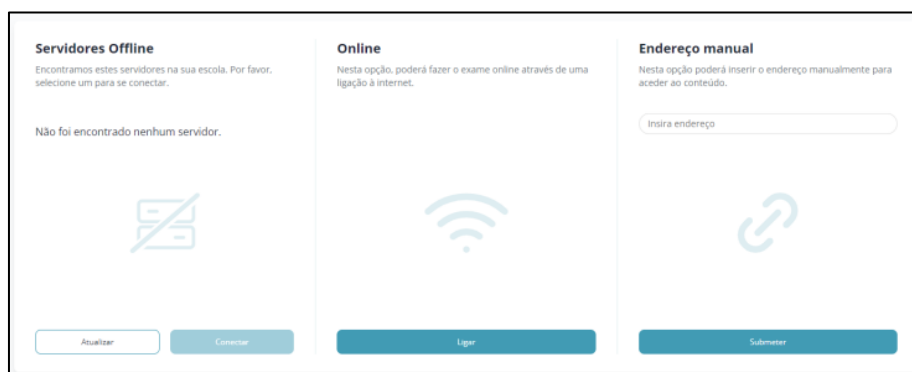 Servidores Offline
Encontramos estes servidores na sua escola. Por favor,
selecione um para se conectar.
Não foi encontrado nenhum servidor.
Atualizar
Conectar
Online
Nesta opção, poderá fazer o exame online através de uma
ligação à internet.
Ligar
Endereço manual
Nesta opção poderá inserir o endereço manualmente para
aceder ao conteúdo.
Insira endereço
Submeter